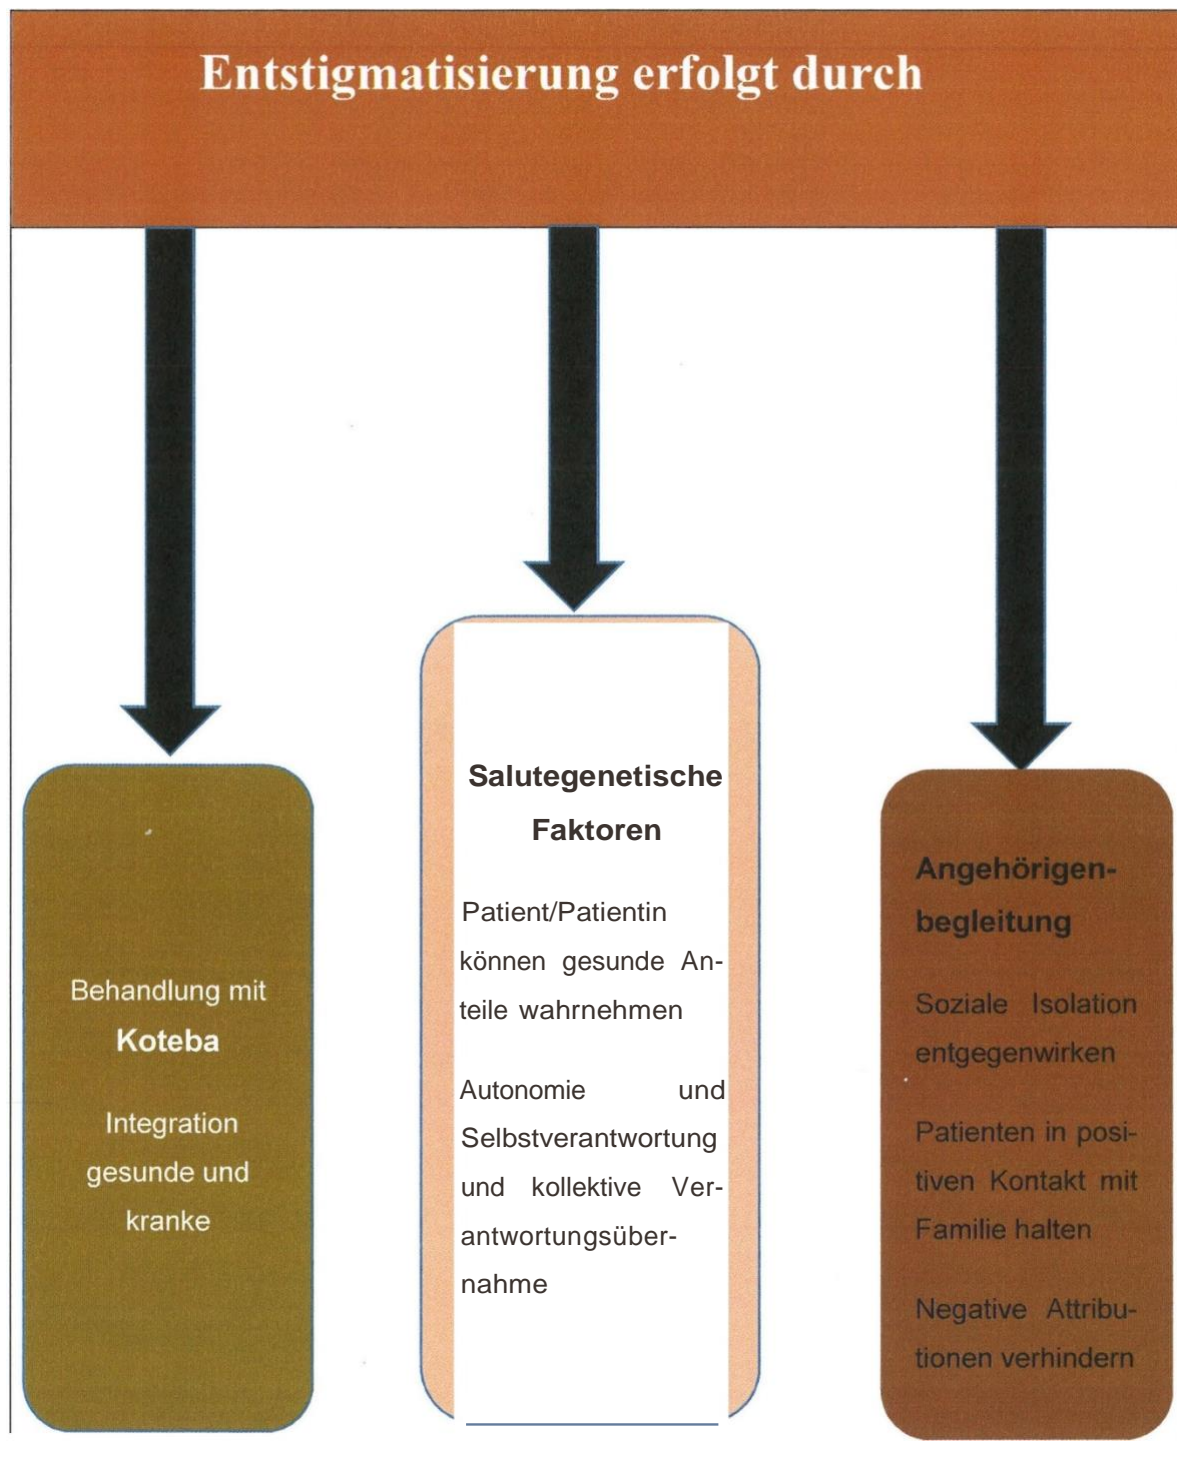 Entstigmatisierung erfolgt durch
Behandlung mit
Koteba
Integration
gesunde und
kranke
Salutegenetische
Faktoren
Patient/Patientin
können gesunde An-
teile wahrnehmen
Autonomie und
Selbstverantwortung
und kollektive Ver-
antwortungsüber-
nahme
Angehörigen-
begleitung
Soziale Isolation
entgegenwirken
Patienten in posi-
tiven Kontakt mit
Familie halten
Negative Attribu-
tionen verhindern